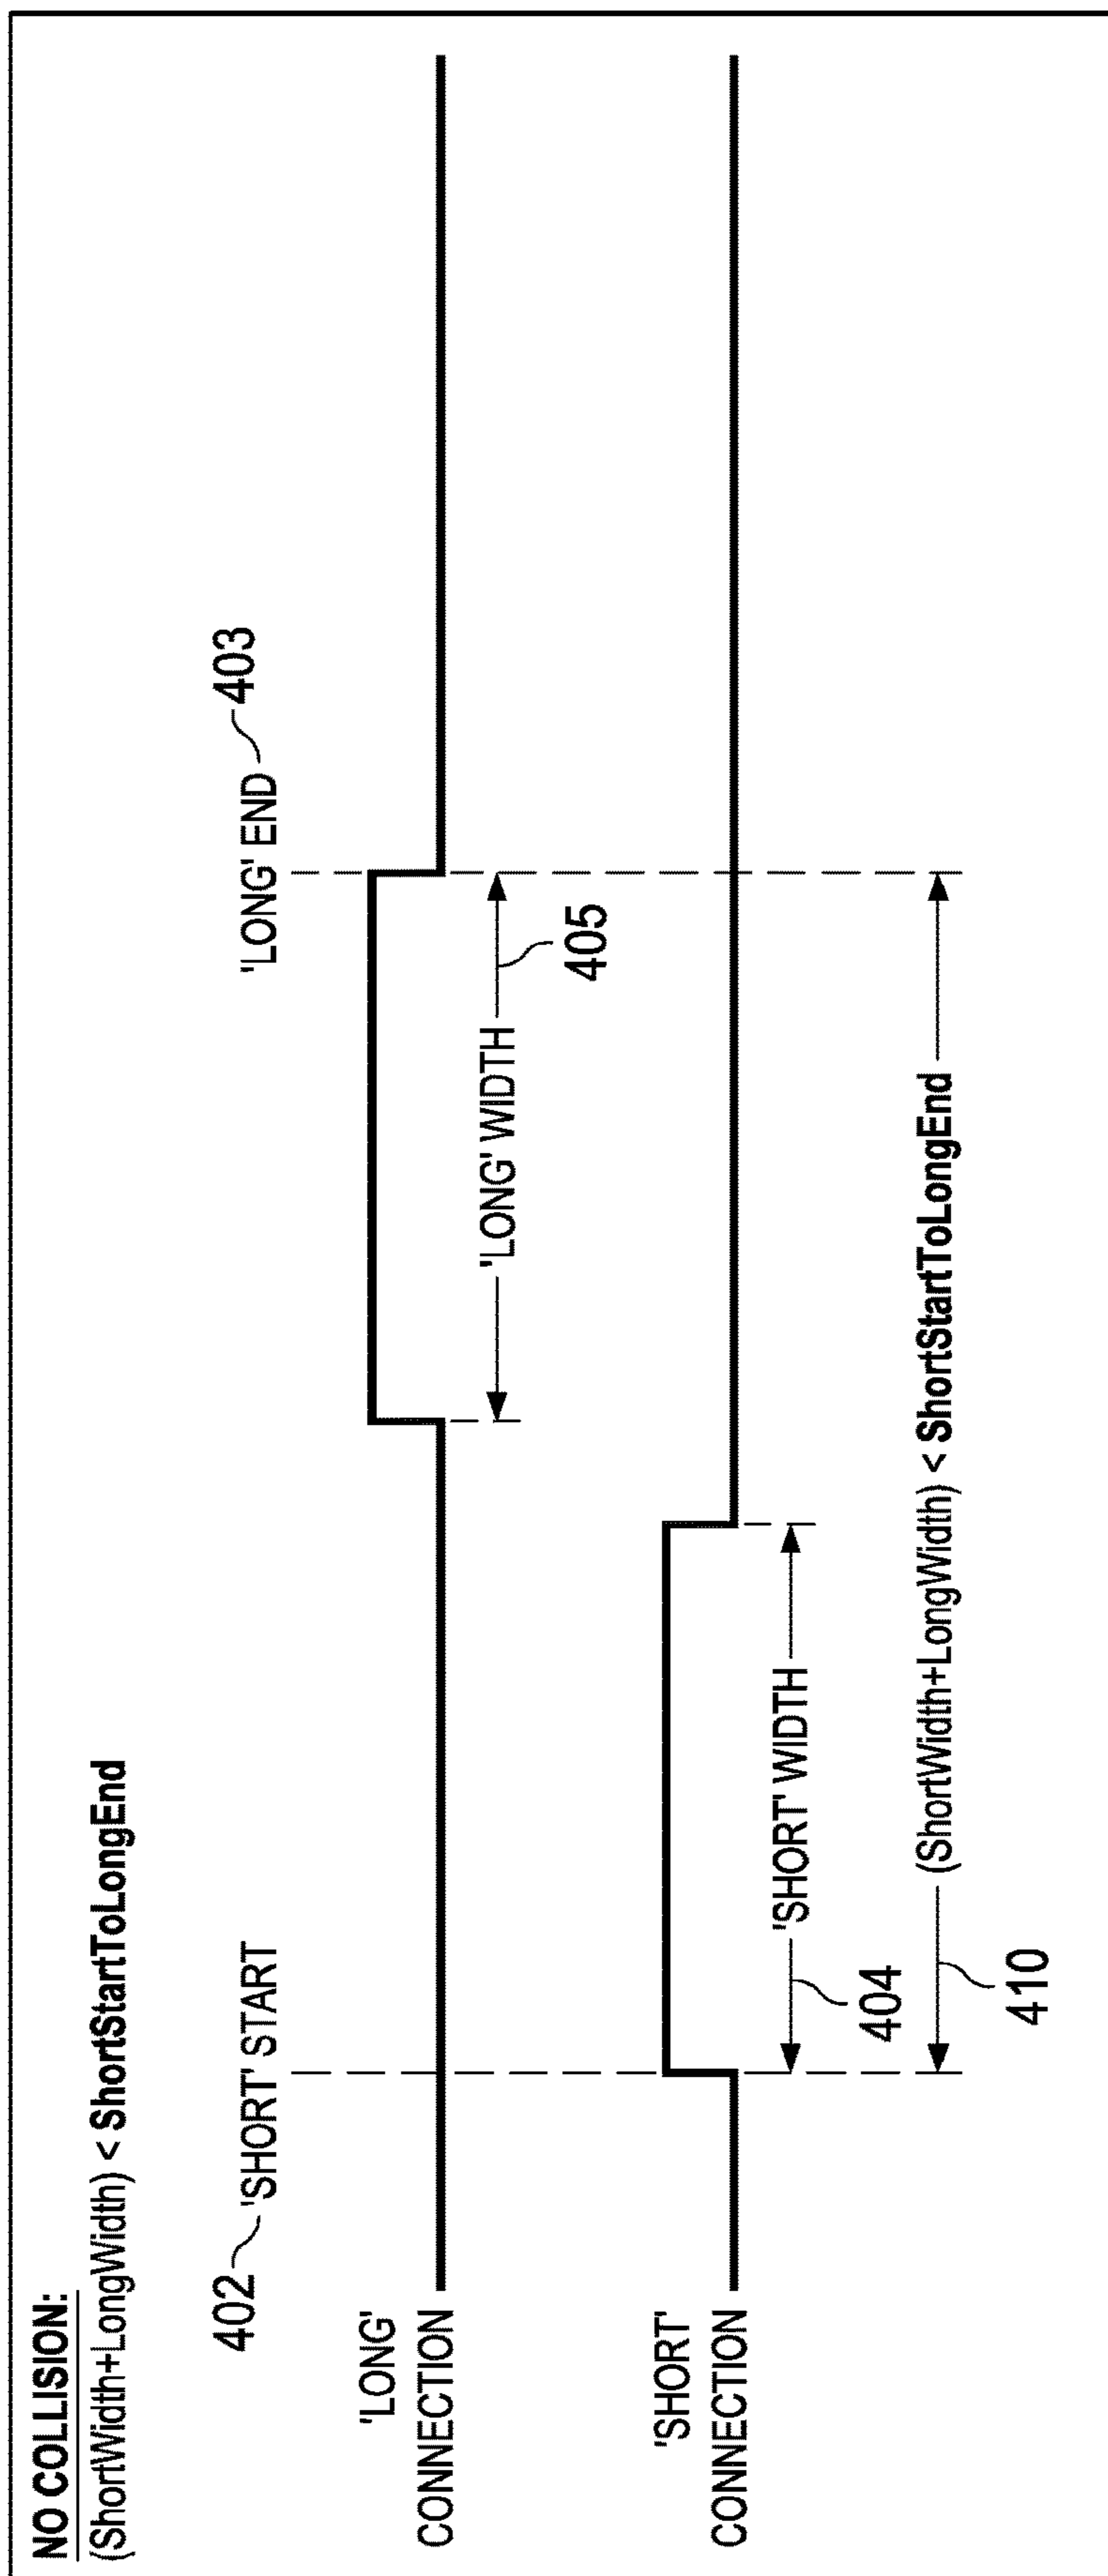 NO COLLISION:
(ShortWidth+LongWidth) < ShortStartToLongEnd
402 'SHORT' START
'LONG' END 403
'LONG'
CONNECTION
'LONG' WIDTH
405
'SHORT'
CONNECTION
'SHORT' WIDTH
404
(ShortWidth+LongWidth) < ShortStartToLongEnd
410